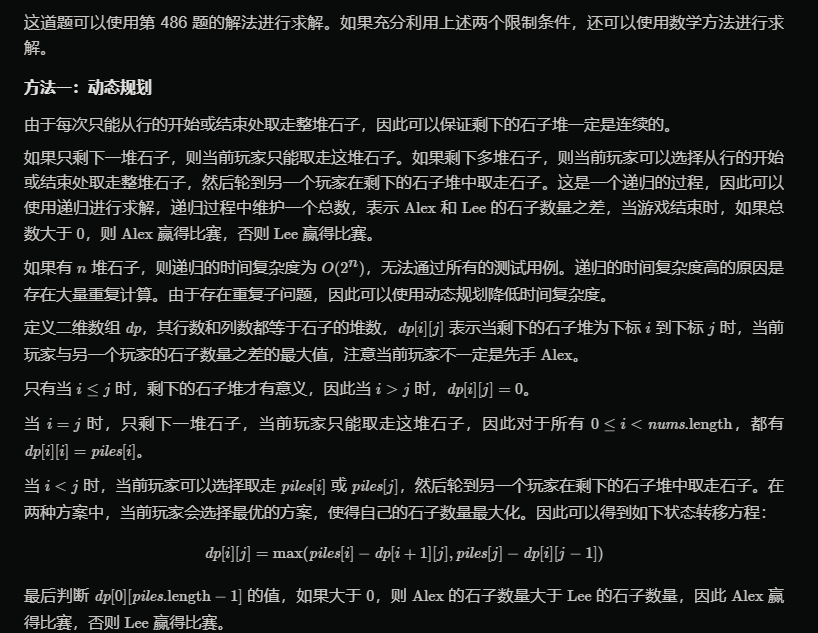 这道题可以使用第 486 题的解法进行求解。如果充分利用上述两个限制条件，还可以使用数学方法进行求
解。
方法一：动态规划
由于每次只能从行的开始或结束处取走整堆石子，因此可以保证剩下的石子堆一定是连续的。
如果只剩下一堆石子，则当前玩家只能取走这堆石子。如果剩下多堆石子，则当前玩家可以选择从行的开始
或结束处取走整堆石子，然后轮到另一个玩家在剩下的石子堆中取走石子。这是一个递归的过程，因此可以
使用递归进行求解，递归过程中维护一个总数，表示 Alex 和 Lee 的石子数量之差，当游戏结束时，如果总
数大于 0，则 Alex 赢得比赛，否则 Lee 赢得比赛。
如果有 n 堆石子，则递归的时间复杂度为 O(2^n)，无法通过所有的测试用例。递归的时间复杂度高的原因是
存在大量重复计算。由于存在重复子问题，因此可以使用动态规划降低时间复杂度。
定义二维数组 dp，其行数和列数都等于石子的堆数，dp[i][j] 表示当剩下的石子堆为下标 i 到下标 j 时，当前
玩家与另一个玩家的石子数量之差的最大值，注意当前玩家不一定是先手 Alex。
只有当 i ≤ j 时，剩下的石子堆才有意义，因此当 i > j 时，dp[i][j] = 0。
当 i = j 时，只剩下一堆石子，当前玩家只能取走这堆石子，因此对于所有 0 ≤ i < nums.length，都有
dp[i][i] = piles[i]。
当 i < j 时，当前玩家可以选择取走 piles[i] 或 piles[j]，然后轮到另一个玩家在剩下的石子堆中取走石子。在
两种方案中，当前玩家会选择最优的方案，使得自己的石子数量最大化。因此可以得到如下状态转移方程：
dp[i][j] = max(piles[i] − dp[i + 1][j], piles[j] − dp[i][j − 1])
最后判断 dp[0][piles.length − 1] 的值，如果大于 0，则 Alex 的石子数量大于 Lee 的石子数量，因此 Alex 赢
得比赛，否则 Lee 赢得比赛。